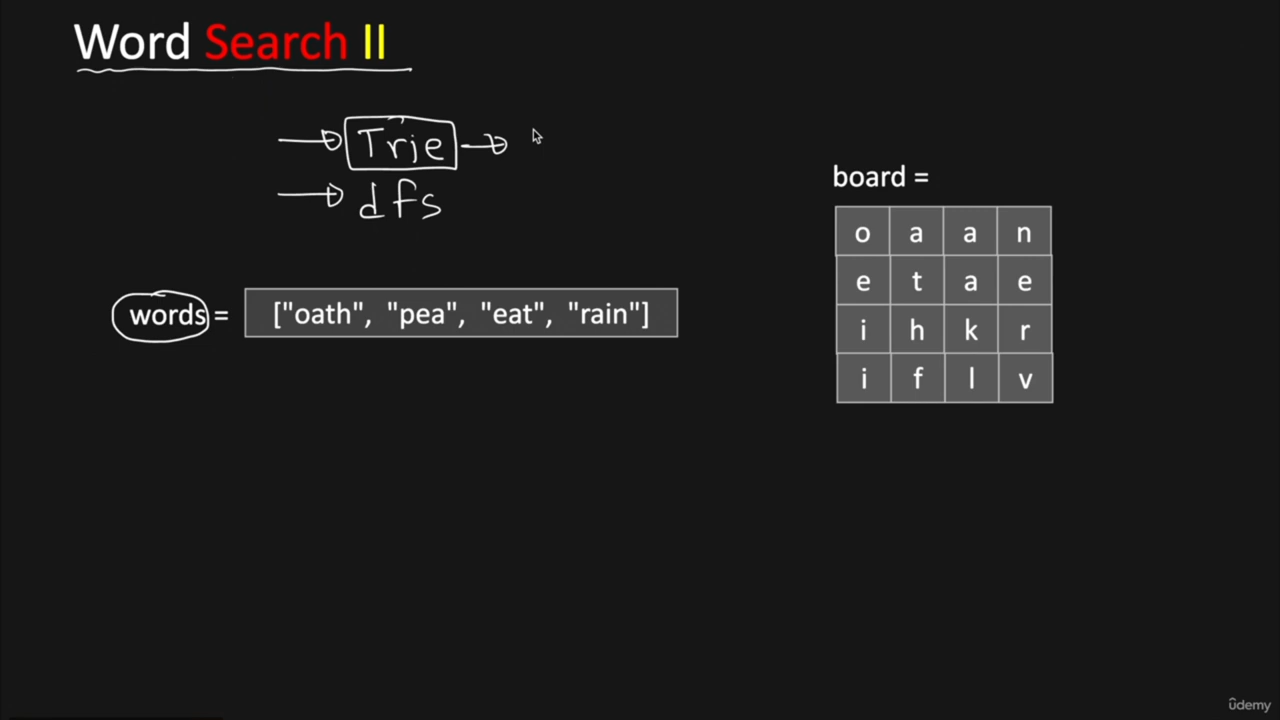 Word Search II
Trie
dfs
words = ["oath", "pea", "eat", "rain"]
board =
o a a n
e t a e
i h k r
i f l v
ûdemy